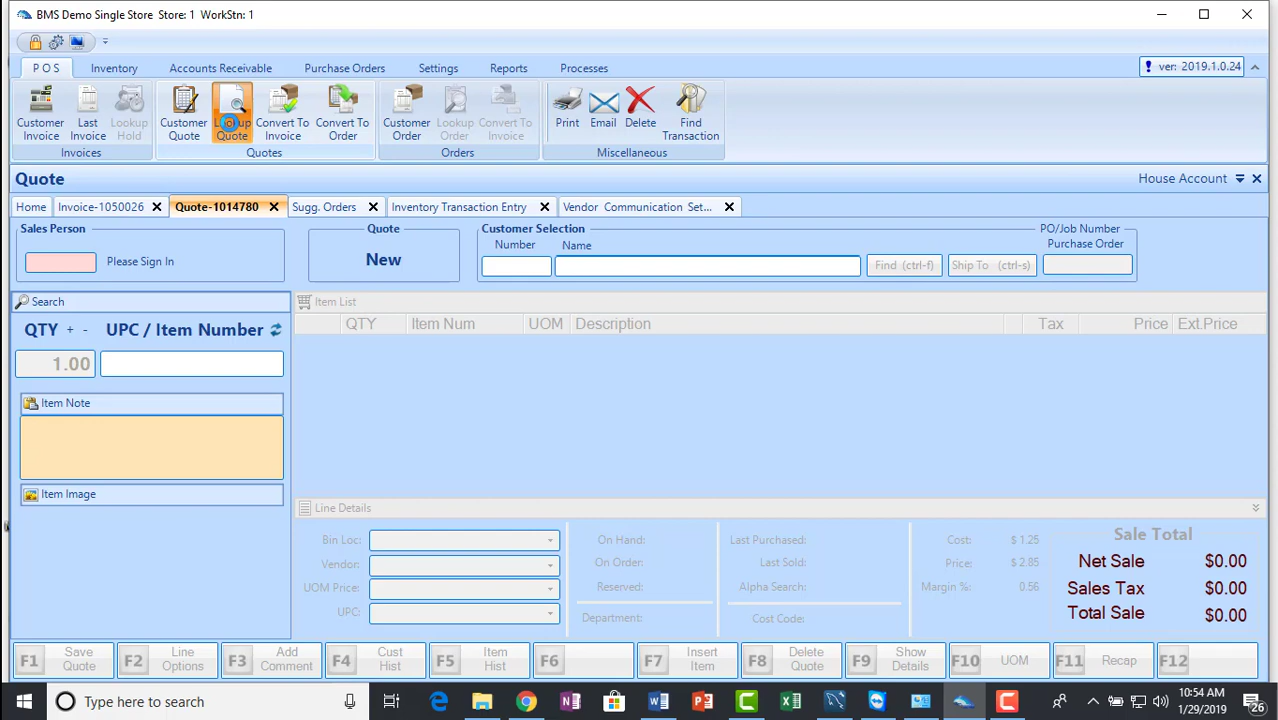 BMS Demo Single Store Store: 1 WorkStn: 1
P O S Inventory Accounts Receivable Purchase Orders Settings Reports Processes ! ver: 2019.1.0.24
Customer Invoice Last Invoice Lookup Hold Customer Quote Lookup Quote Convert To Invoice Convert To Order Customer Order Lookup Order Convert To Invoice Print Email Delete Find Transaction
Invoices Quotes Orders Miscellaneous
Quote House Account
Home Invoice-1050026 Quote-1014780 Sugg. Orders Inventory Transaction Entry Vendor Communication Set...
Sales Person Quote Customer Selection PO/Job Number
Number Name Purchase Order
Please Sign In New Find (ctrl-f) Ship To (ctrl-s)
Search Item List
QTY + - UPC / Item Number QTY Item Num UOM Description Tax Price Ext.Price
1.00
Item Note
Item Image
Line Details
Bin Loc: On Hand: Last Purchased: Cost: $ 1.25 Sale Total
Vendor: On Order: Last Sold: Price: $ 2.85 Net Sale $0.00
UOM Price: Reserved: Alpha Search: Margin %: 0.56 Sales Tax $0.00
UPC: Department: Cost Code: Total Sale $0.00
F1 Save Quote F2 Line Options F3 Add Comment F4 Cust Hist F5 Item Hist F6 F7 Insert Item F8 Delete Quote F9 Show Details F10 UOM F11 Recap F12
Type here to search 10:54 AM
1/29/2019 26